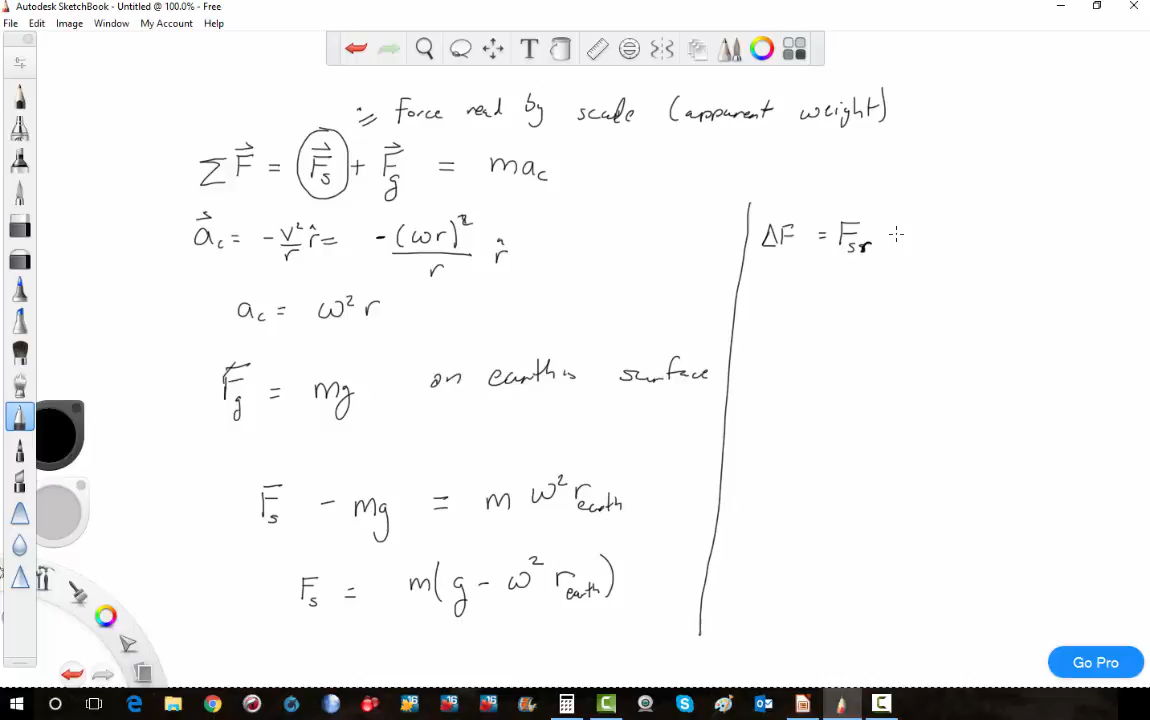 Autodesk SketchBook - Untitled @ 100.0% - Free
File Edit Image Window My Account Help
= Force read by scale (apparent weight)
∑ F⃗ = F⃗s + F⃗g = mac
a⃗c = - v²/r r̂ = - (ωr)²/r r̂
ac = ω² r
Fg = mg on earth's surface
Fs - mg = m ω² rearth
Fs = m(g - ω² rearth)
ΔF = Fsr
Go Pro